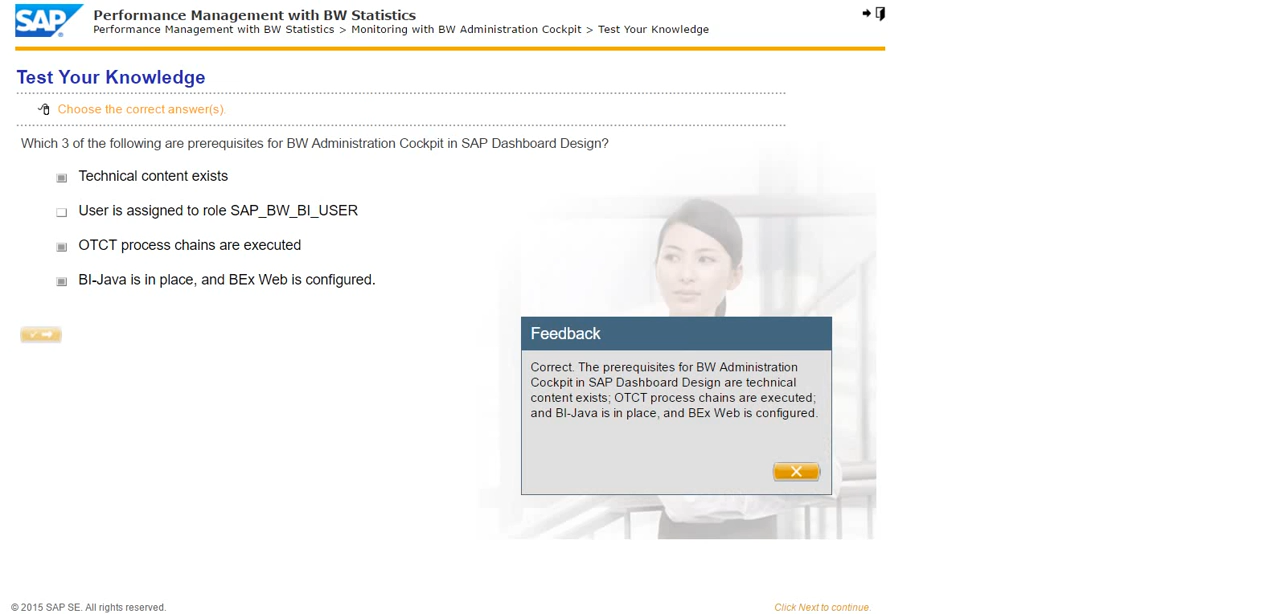 SAP
Performance Management with BW Statistics
Performance Management with BW Statistics > Monitoring with BW Administration Cockpit > Test Your Knowledge
Test Your Knowledge
Choose the correct answer(s).
Which 3 of the following are prerequisites for BW Administration Cockpit in SAP Dashboard Design?
Technical content exists
User is assigned to role SAP_BW_BI_USER
OTCT process chains are executed
BI-Java is in place, and BEx Web is configured.
Feedback
Correct. The prerequisites for BW Administration
Cockpit in SAP Dashboard Design are technical
content exists; OTCT process chains are executed;
and BI-Java is in place, and BEx Web is configured.
© 2015 SAP SE. All rights reserved.
Click Next to continue.